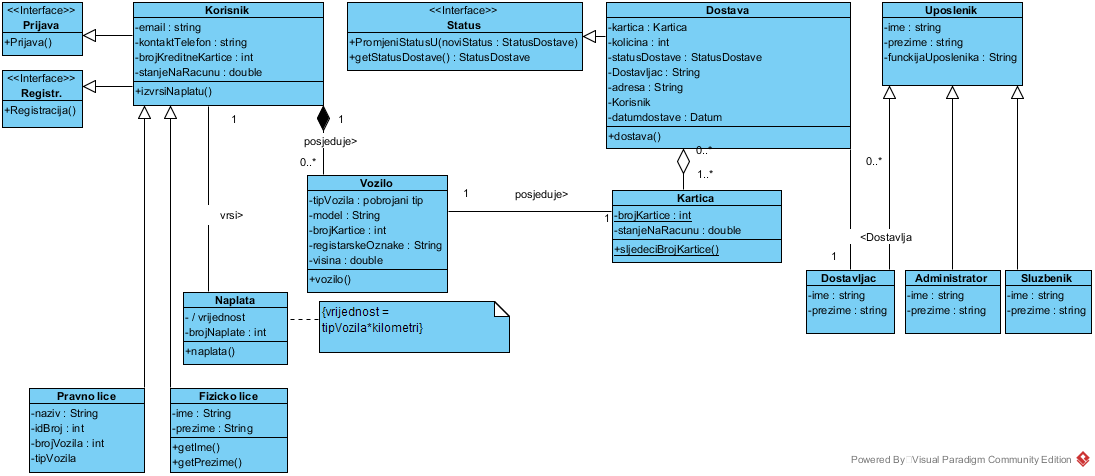 <<Interface>>
Prijava
+Prijava()
<<Interface>>
Registr.
+Registracija()
Korisnik
-email : string
-kontaktTelefon : string
-brojKreditneKartice : int
-stanjeNaRacunu : double
+izvrsiNaplatu()
<<Interface>>
Status
+PromjeniStatusU(noviStatus : StatusDostave)
+getStatusDostave() : StatusDostave
Dostava
-kartica : Kartica
-kolicina : int
-statusDostave : StatusDostave
-Dostavljac : String
-adresa : String
-Korisnik
-datumdostave : Datum
+dostava()
Uposlenik
-ime : string
-prezime : string
-funckijaUposlenika : String
1
1
posjeduje>
0..*
0..*
1..*
0..*
Vozilo
-tipVozila : pobrojani tip
-model : String
-brojKartice : int
-registarskeOznake : String
-visina : double
+vozilo()
1
posjeduje>
1
Kartica
-brojKartice : int
-stanjeNaRacunu : double
+sljedeciBrojKartice()
vrsi>
<Dostavlja
1
Dostavljac
-ime : string
-prezime : string
Administrator
-ime : string
-prezime : string
Sluzbenik
-ime : string
-prezime : string
Naplata
- / vrijednost
-brojNaplate : int
+naplata()
{vrijednost =
tipVozila*kilometri}
Pravno lice
-naziv : String
-idBroj : int
-brojVozila : int
-tipVozila
Fizicko lice
-ime : String
-prezime : String
+getIme()
+getPrezime()
Powered By Visual Paradigm Community Edition